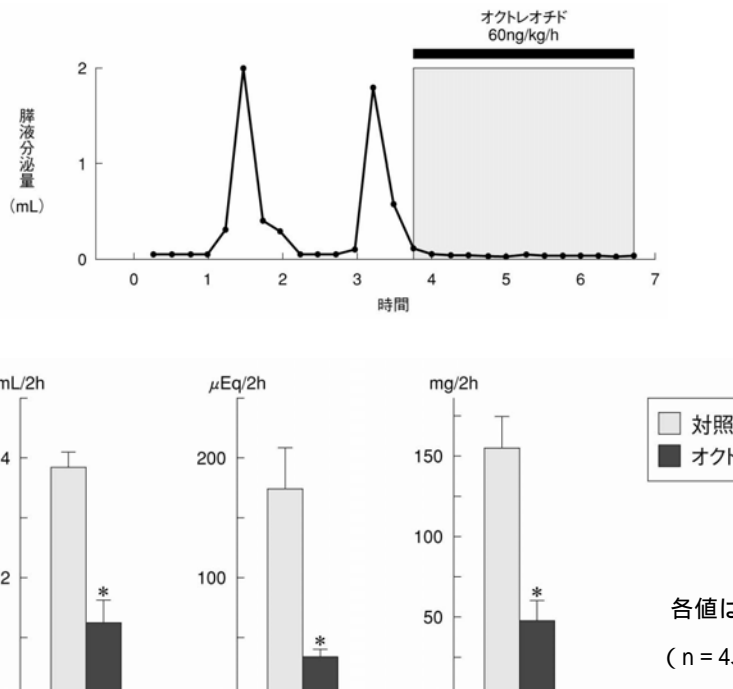 オクトレオチド
60ng/kg/h
膵液分泌量
(mL)
2
1
0
0 1 2 3 4 5 6 7
時間
mL/2h
4
2
μEq/2h
200
100
mg/2h
150
100
50
*
*
*
対照
オクト
各値は
(n=4